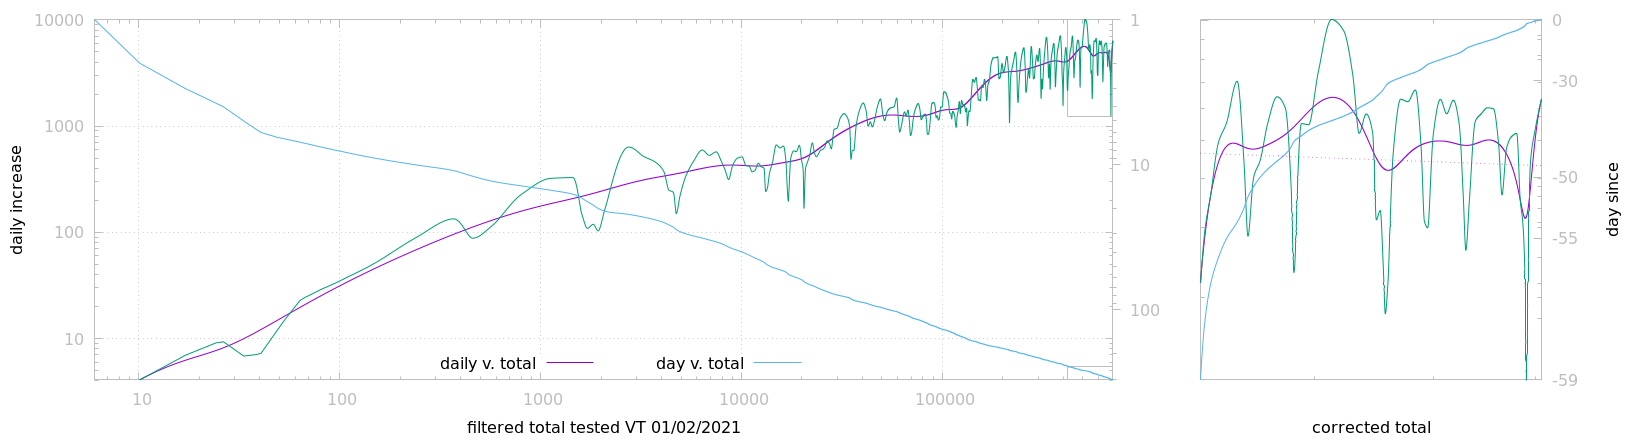 10000
1000
100
10
daily increase
10
100
1000
10000
100000
filtered total tested VT 01/02/2021
daily v. total
day v. total
1
10
100
0
-30
-50
-55
-59
day since
corrected total